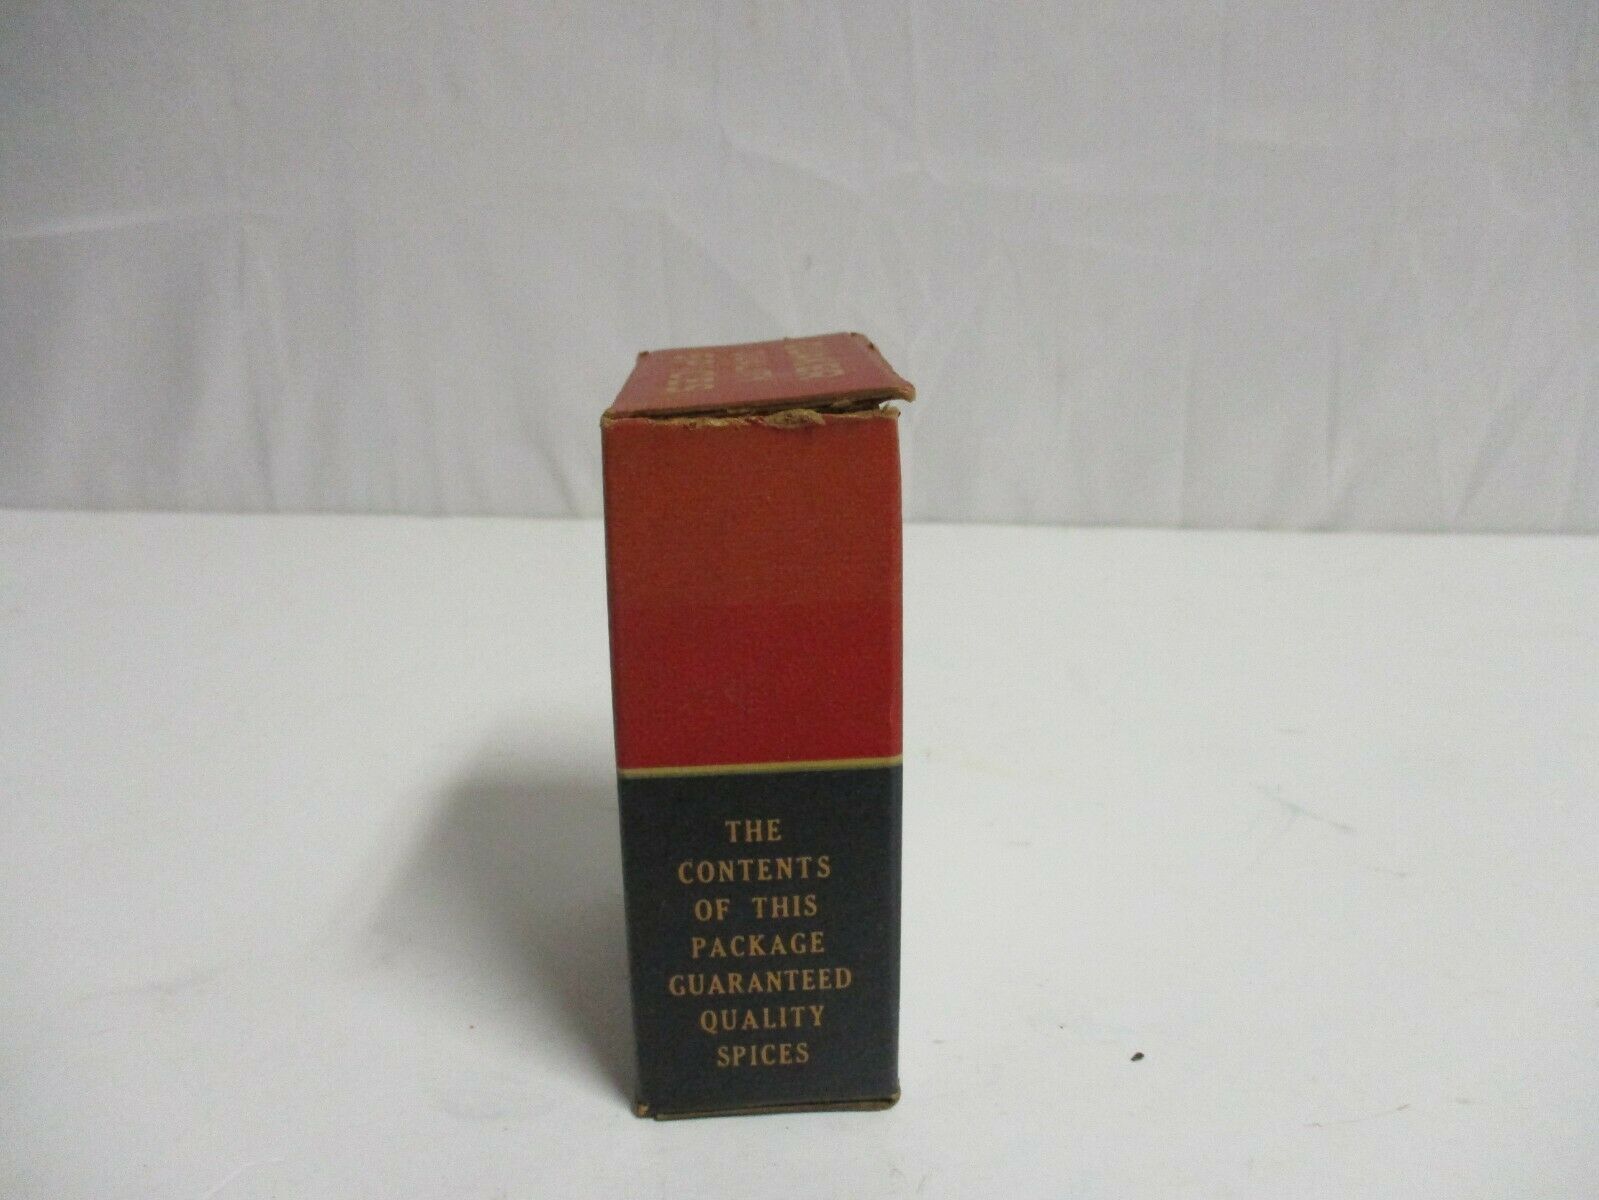 THE
CONTENTS
OF THIS
PACKAGE
GUARANTEED
QUALITY
SPICES